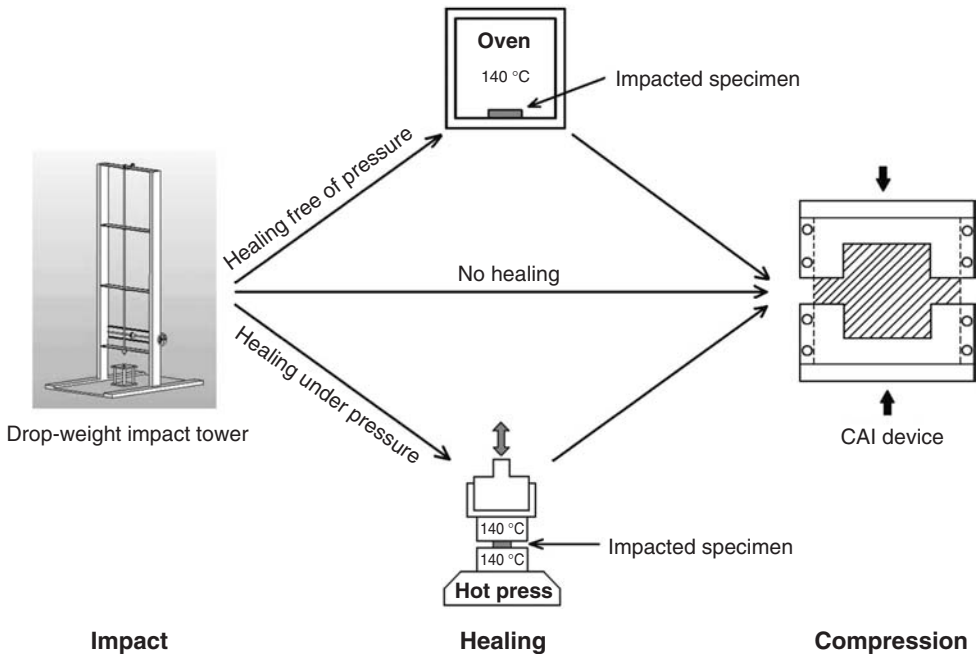 Oven
140 °C
Impacted specimen
Healing free of pressure
No healing
Healing under pressure
Drop-weight impact tower
CAI device
140 °C
140 °C
Impacted specimen
Hot press
Impact
Healing
Compression